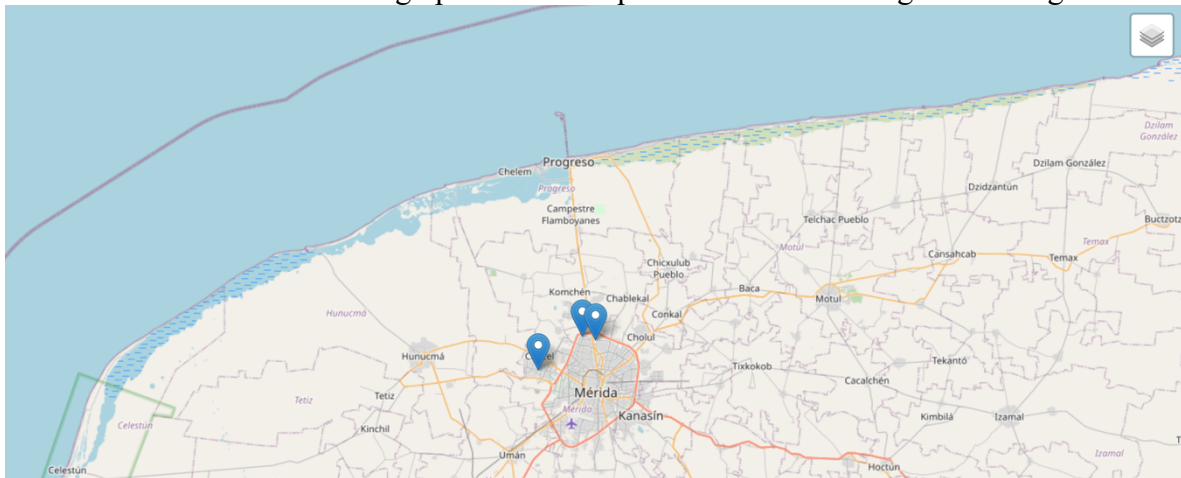 Progreso
Chelem
Progreso
Campestre
Flamboyanes
Dzilam
González
Dzilam González
Dzidzantún
Telchac Pueblo
Buctzotz
Motul
Temax
Cansahcab
Temax
Chicxulub
Pueblo
Baca
Motul
Komchén
Chablekal
Conkal
Cholul
Hunucmá
Hunucmá
Tixkokob
Tekantó
Cacalchén
Tetiz
Tetiz
Mérida
Mérida
Kanasín
Kimbilá
Izamal
Celestún
Kinchil
Umán
Izamal
Hoctún
Celestún